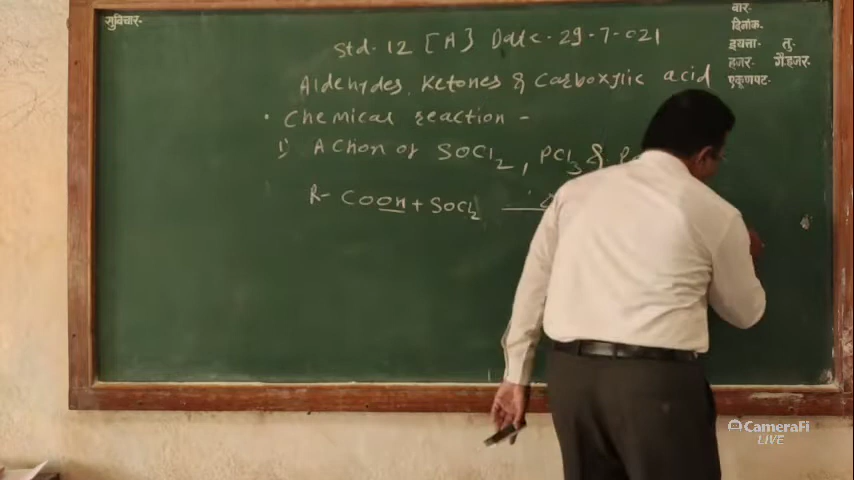 सुविचार-
वार-
दिनांक.
इयत्ता- तु-
हजर- गैरहजर-
एकूणपट-
Std. 12 [A] Date. 29.7.021
Aldehydes, Ketones & Carboxylic acid
• Chemical reaction -
1) Action of SOCl₂, PCl₃ &
R- COOH + SOCl₂
CameraFi
LIVE